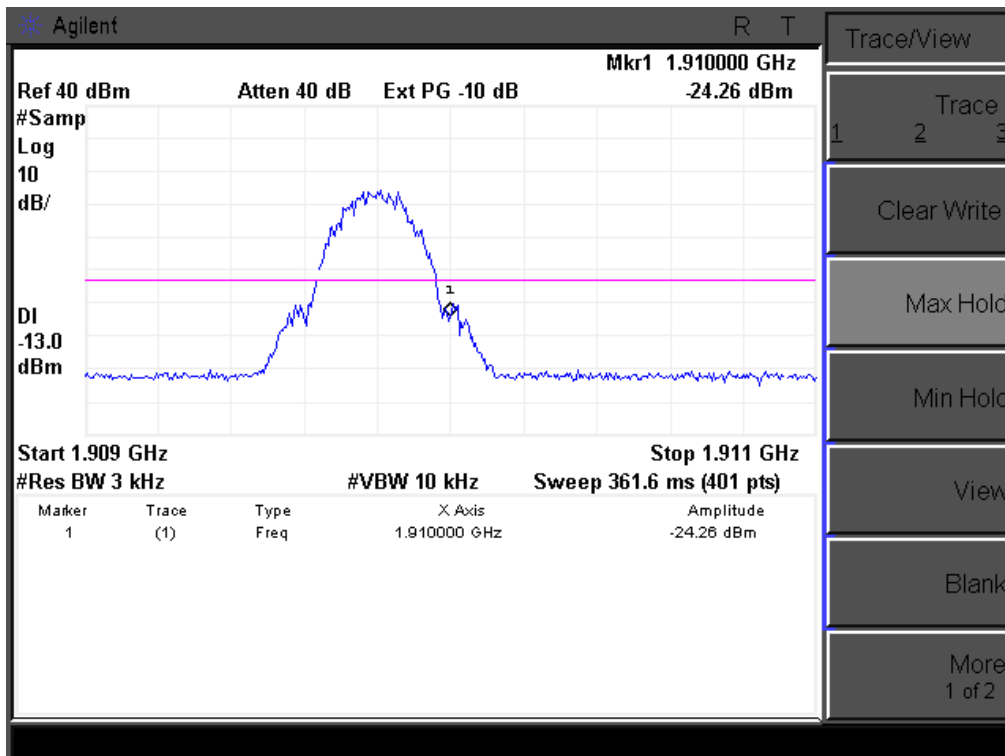 Agilent R T
Mkr1 1.910000 GHz
Ref 40 dBm Atten 40 dB Ext PG -10 dB -24.26 dBm
#Samp
Log
10
dB/
1
DI
-13.0
dBm
Start 1.909 GHz Stop 1.911 GHz
#Res BW 3 kHz #VBW 10 kHz Sweep 361.6 ms (401 pts)
Marker Trace Type X Axis Amplitude
1 (1) Freq 1.910000 GHz -24.26 dBm
Trace/View
Trace
1 2 3
Clear Write
Max Hold
Min Hold
View
Blank
More
1 of 2